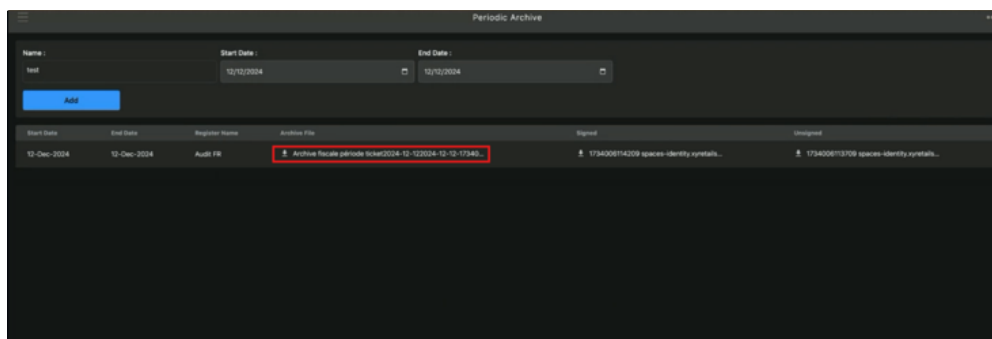 Periodic Archive
Name :
Start Date :
End Date :
test
12/12/2024
12/12/2024
Add
Start Date End Date Register Name Archive File Signed Unsigned
12-Dec-2024 12-Dec-2024 Audit FR Archive fiscale période ticket2024-12-122024-12-12-17340... 1734006114209 spaces-identity.xyretails... 1734006113709 spaces-identity.xyretails...